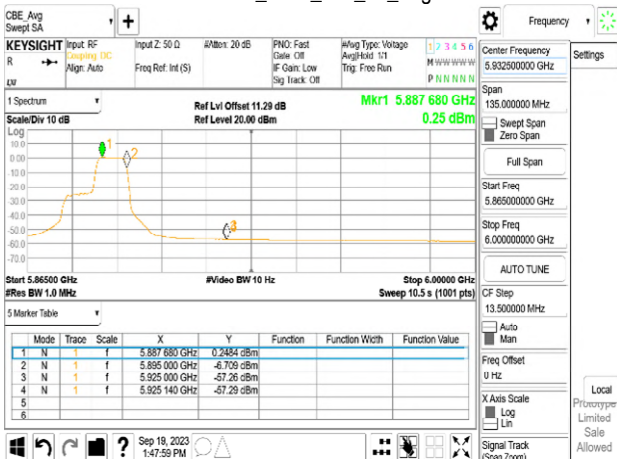 CBE_Avg
Swept SA
Frequency
KEYSIGHT
R
Input: RF
Coupling: DC
Align: Auto
Input Z: 50 Ω
Freq Ref: Int (S)
#Atten: 20 dB
PNO: Fast
Gate: Off
IF Gain: Low
Sig Track: Off
#Avg Type: Voltage
Avg|Hold: 1/1
Trig: Free Run
1 2 3 4 5 6
M W W W W W
P N N N N N
1 Spectrum
Scale/Div 10 dB
Ref Lvl Offset 11.29 dB
Ref Level 20.00 dBm
Mkr1 5.887 680 GHz
0.25 dBm
Log
10.0
0.00
-10.0
-20.0
-30.0
-40.0
-50.0
-60.0
-70.0
1
2
3
Start 5.86500 GHz
#Res BW 1.0 MHz
#Video BW 10 Hz
Stop 6.00000 GHz
Sweep 10.5 s (1001 pts)
5 Marker Table
Mode Trace Scale X Y Function Function Width Function Value
1 N 1 f 5.887 680 GHz 0.2484 dBm
2 N 1 f 5.895 000 GHz -6.709 dBm
3 N 1 f 5.925 000 GHz -57.26 dBm
4 N 1 f 5.925 140 GHz -57.29 dBm
5
6
Sep 19, 2023
1:47:59 PM
Center Frequency
5.932500000 GHz
Settings
Span
135.000000 MHz
Swept Span
Zero Span
Full Span
Start Freq
5.865000000 GHz
Stop Freq
6.000000000 GHz
AUTO TUNE
CF Step
13.500000 MHz
Auto
Man
Freq Offset
0 Hz
X Axis Scale
Log
Lin
Signal Track
(Span Zoom)
Local
Prototype
Limited
Sale
Allowed